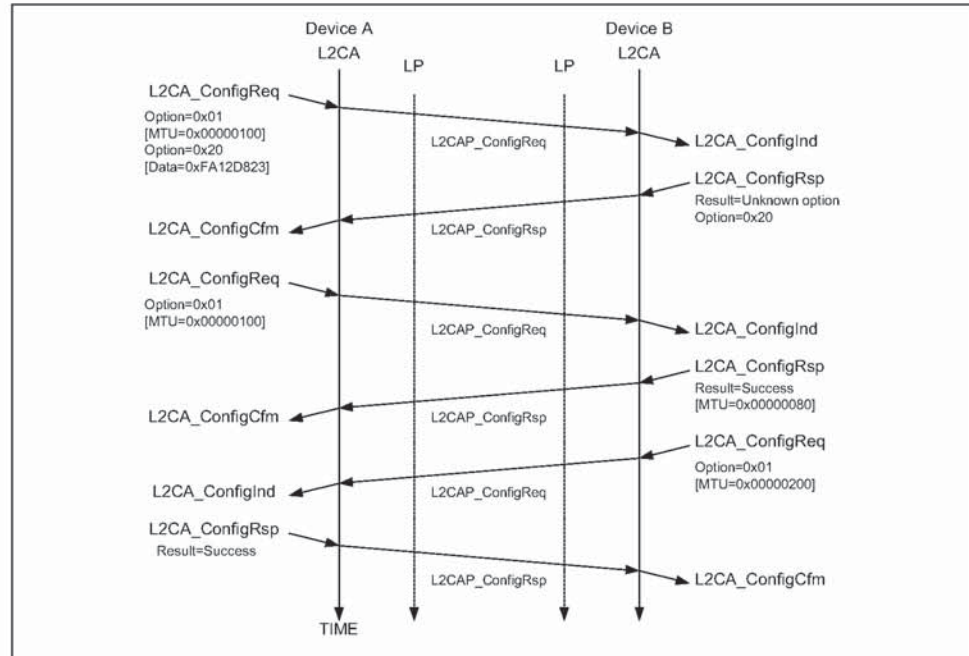 Device A
L2CA
LP
LP
Device B
L2CA
L2CA_ConfigReq
Option=0x01
[MTU=0x00000100]
Option=0x20
[Data=0xFA12D823]
L2CAP_ConfigReq
L2CA_ConfigInd
L2CA_ConfigRsp
Result=Unknown option
Option=0x20
L2CAP_ConfigRsp
L2CA_ConfigCfm
L2CA_ConfigReq
Option=0x01
[MTU=0x00000100]
L2CAP_ConfigReq
L2CA_ConfigInd
L2CA_ConfigRsp
Result=Success
[MTU=0x00000080]
L2CAP_ConfigRsp
L2CA_ConfigCfm
L2CA_ConfigReq
Option=0x01
[MTU=0x00000200]
L2CAP_ConfigReq
L2CA_ConfigInd
L2CA_ConfigRsp
Result=Success
L2CAP_ConfigRsp
L2CA_ConfigCfm
TIME